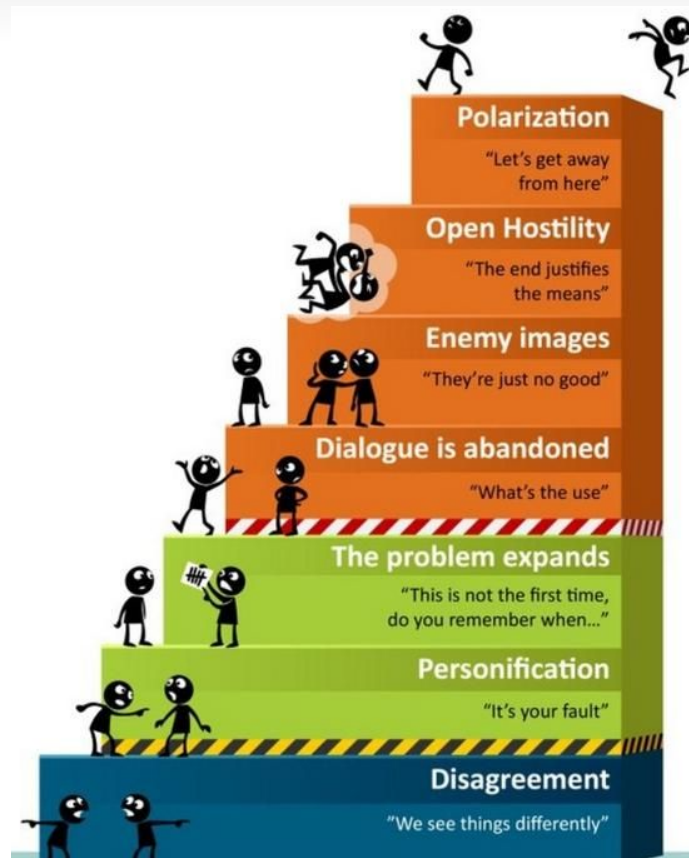 Polarization
“Let’s get away
from here”
Open Hostility
“The end justifies
the means”
Enemy images
“They’re just no good”
Dialogue is abandoned
“What’s the use”
The problem expands
“This is not the first time,
do you remember when...”
Personification
“It’s your fault”
Disagreement
“We see things differently”